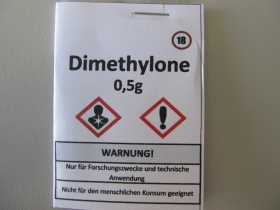 18
Dimethylone
0,5g
WARNUNG!
Nur für Forschungszwecke und technische
Anwendung
Nicht für den menschlichen Konsum geeignet